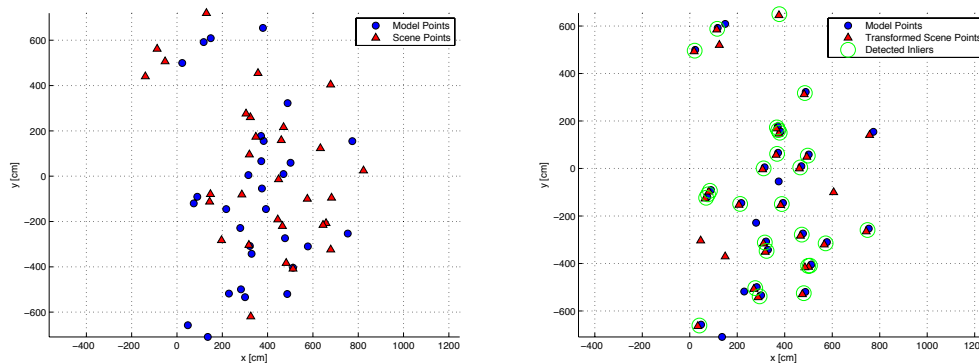 600
400
200
0
−200
−400
−600
y [cm]
−400 −200 0 200 400 600 800 1000 1200
x [cm]
Model Points
Scene Points
600
400
200
0
−200
−400
−600
y [cm]
−400 −200 0 200 400 600 800 1000 1200
x [cm]
Model Points
Transformed Scene Points
Detected Inliers